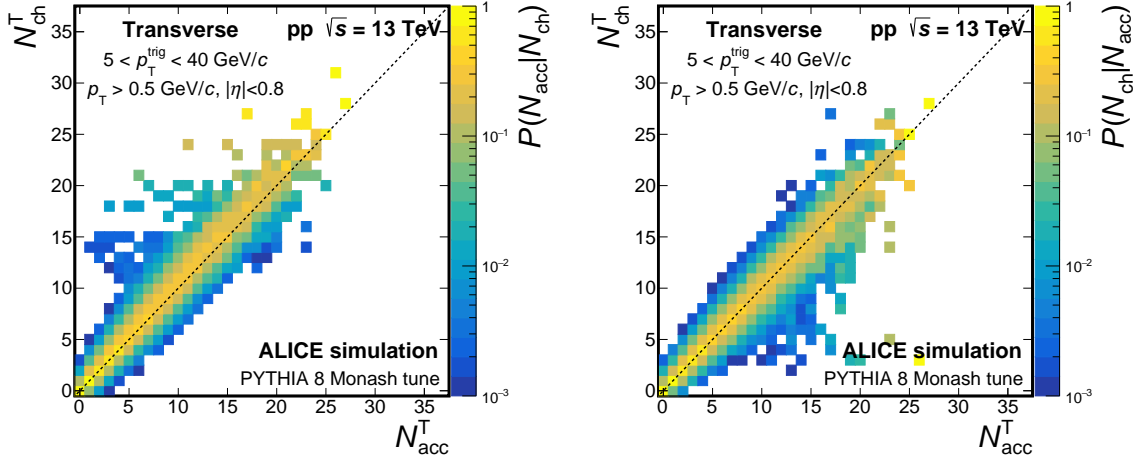 Transverse pp √s = 13 TeV
5 < p_T^trig < 40 GeV/c
p_T > 0.5 GeV/c, |η|<0.8
ALICE simulation
PYTHIA 8 Monash tune
N_ch^T
0 5 10 15 20 25 30 35
0 5 10 15 20 25 30 35
N_acc^T
1
10^−1
10^−2
10^−3
P(N_acc|N_ch)
Transverse pp √s = 13 TeV
5 < p_T^trig < 40 GeV/c
p_T > 0.5 GeV/c, |η|<0.8
ALICE simulation
PYTHIA 8 Monash tune
N_ch^T
0 5 10 15 20 25 30 35
0 5 10 15 20 25 30 35
N_acc^T
1
10^−1
10^−2
10^−3
P(N_ch|N_acc)